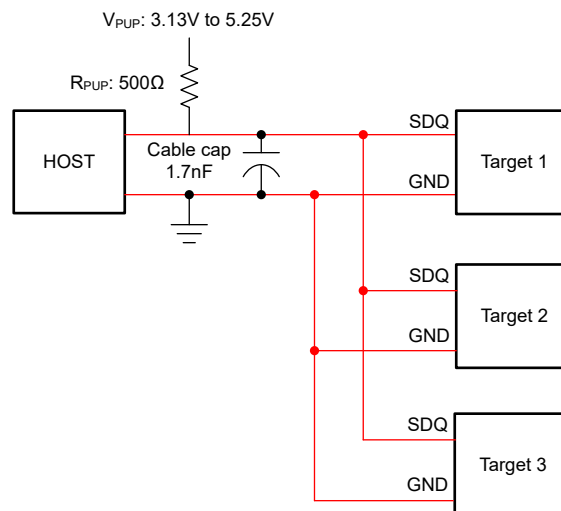 VPUP: 3.13V to 5.25V
RPUP: 500Ω
HOST
Cable cap
1.7nF
SDQ
GND
Target 1
SDQ
GND
Target 2
SDQ
GND
Target 3